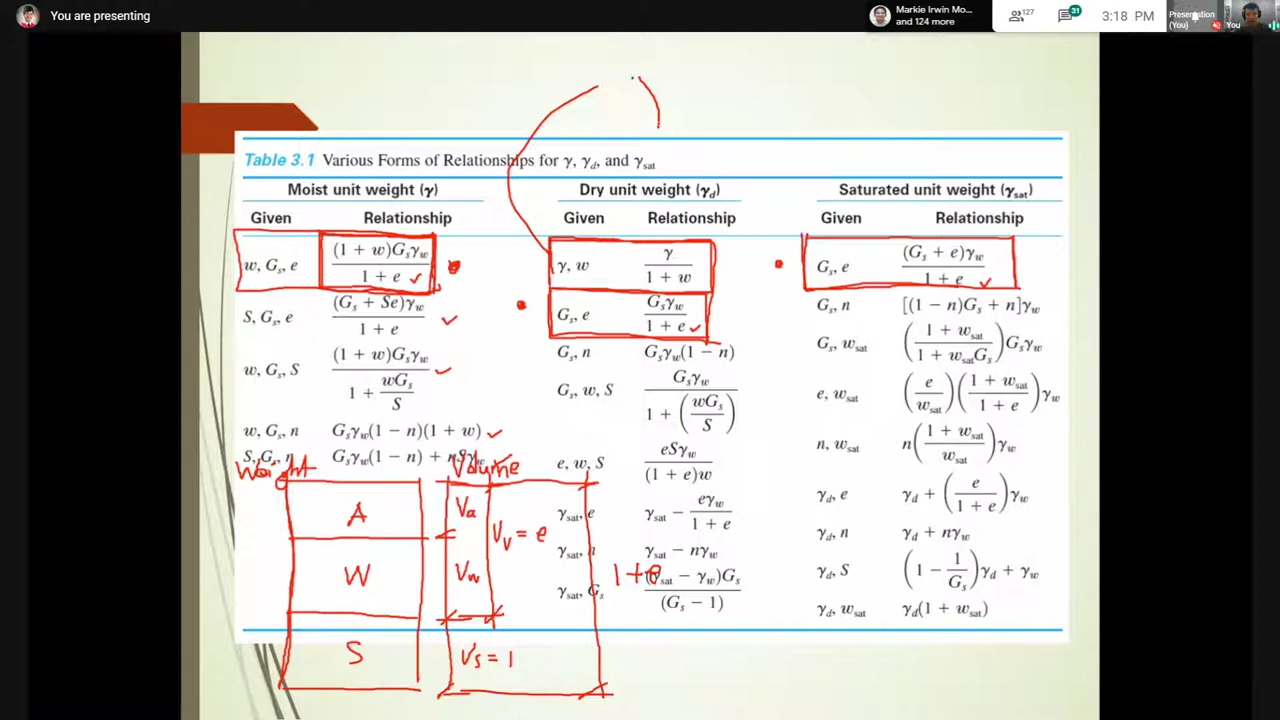 You are presenting
Markie Irwin Mo...
and 124 more
127
31
3:18 PM
Presentation
(You)
You
Table 3.1 Various Forms of Relationships for γ, γd, and γsat
Moist unit weight (γ)
Given Relationship
w, Gs, e (1 + w)Gsγw / 1 + e ✓
S, Gs, e (Gs + Se)γw / 1 + e ✓
w, Gs, S (1 + w)Gsγw / 1 + wGs/S ✓
w, Gs, n Gsγw(1 − n)(1 + w) ✓
S, Gs, n Gsγw(1 − n) + nSγw
Dry unit weight (γd)
Given Relationship
γ, w γ / 1 + w
Gs, e Gsγw / 1 + e ✓
Gs, n Gsγw(1 − n)
Gs, w, S Gsγw / 1 + (wGs/S)
e, w, S eSγw / (1 + e)w
γsat, e γsat − eγw / 1 + e
γsat, n γsat − nγw
γsat, Gs (γsat − γw)Gs / (Gs − 1)
Saturated unit weight (γsat)
Given Relationship
Gs, e (Gs + e)γw / 1 + e ✓
Gs, n [(1 − n)Gs + n]γw
Gs, wsat (1 + wsat / 1 + wsatGs)Gsγw
e, wsat (e / wsat)(1 + wsat / 1 + e)γw
n, wsat n(1 + wsat / wsat)γw
γd, e γd + (e / 1 + e)γw
γd, n γd + nγw
γd, S (1 − 1/Gs)γd + γw
γd, wsat γd(1 + wsat)
Weight
A
W
S
Volume
Va
Vv = e
Vw
Vs = 1
1+e